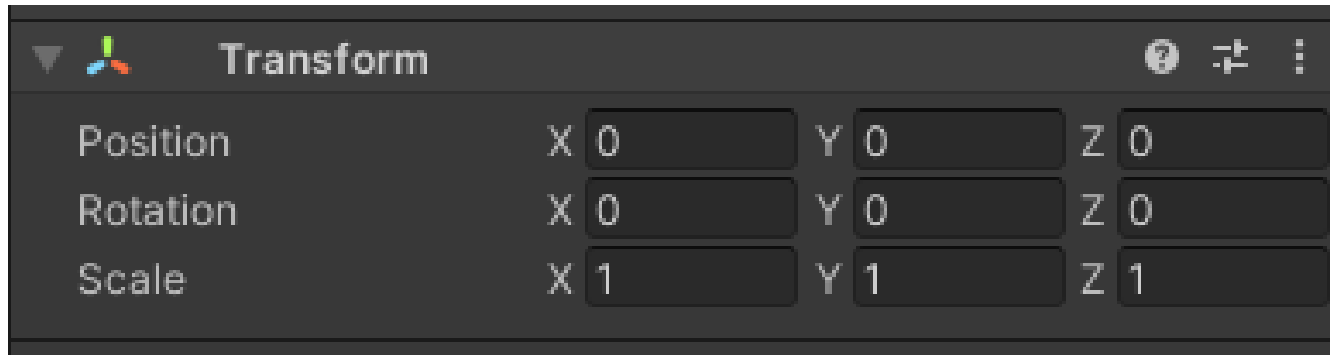 Transform
Position X 0 Y 0 Z 0
Rotation X 0 Y 0 Z 0
Scale X 1 Y 1 Z 1